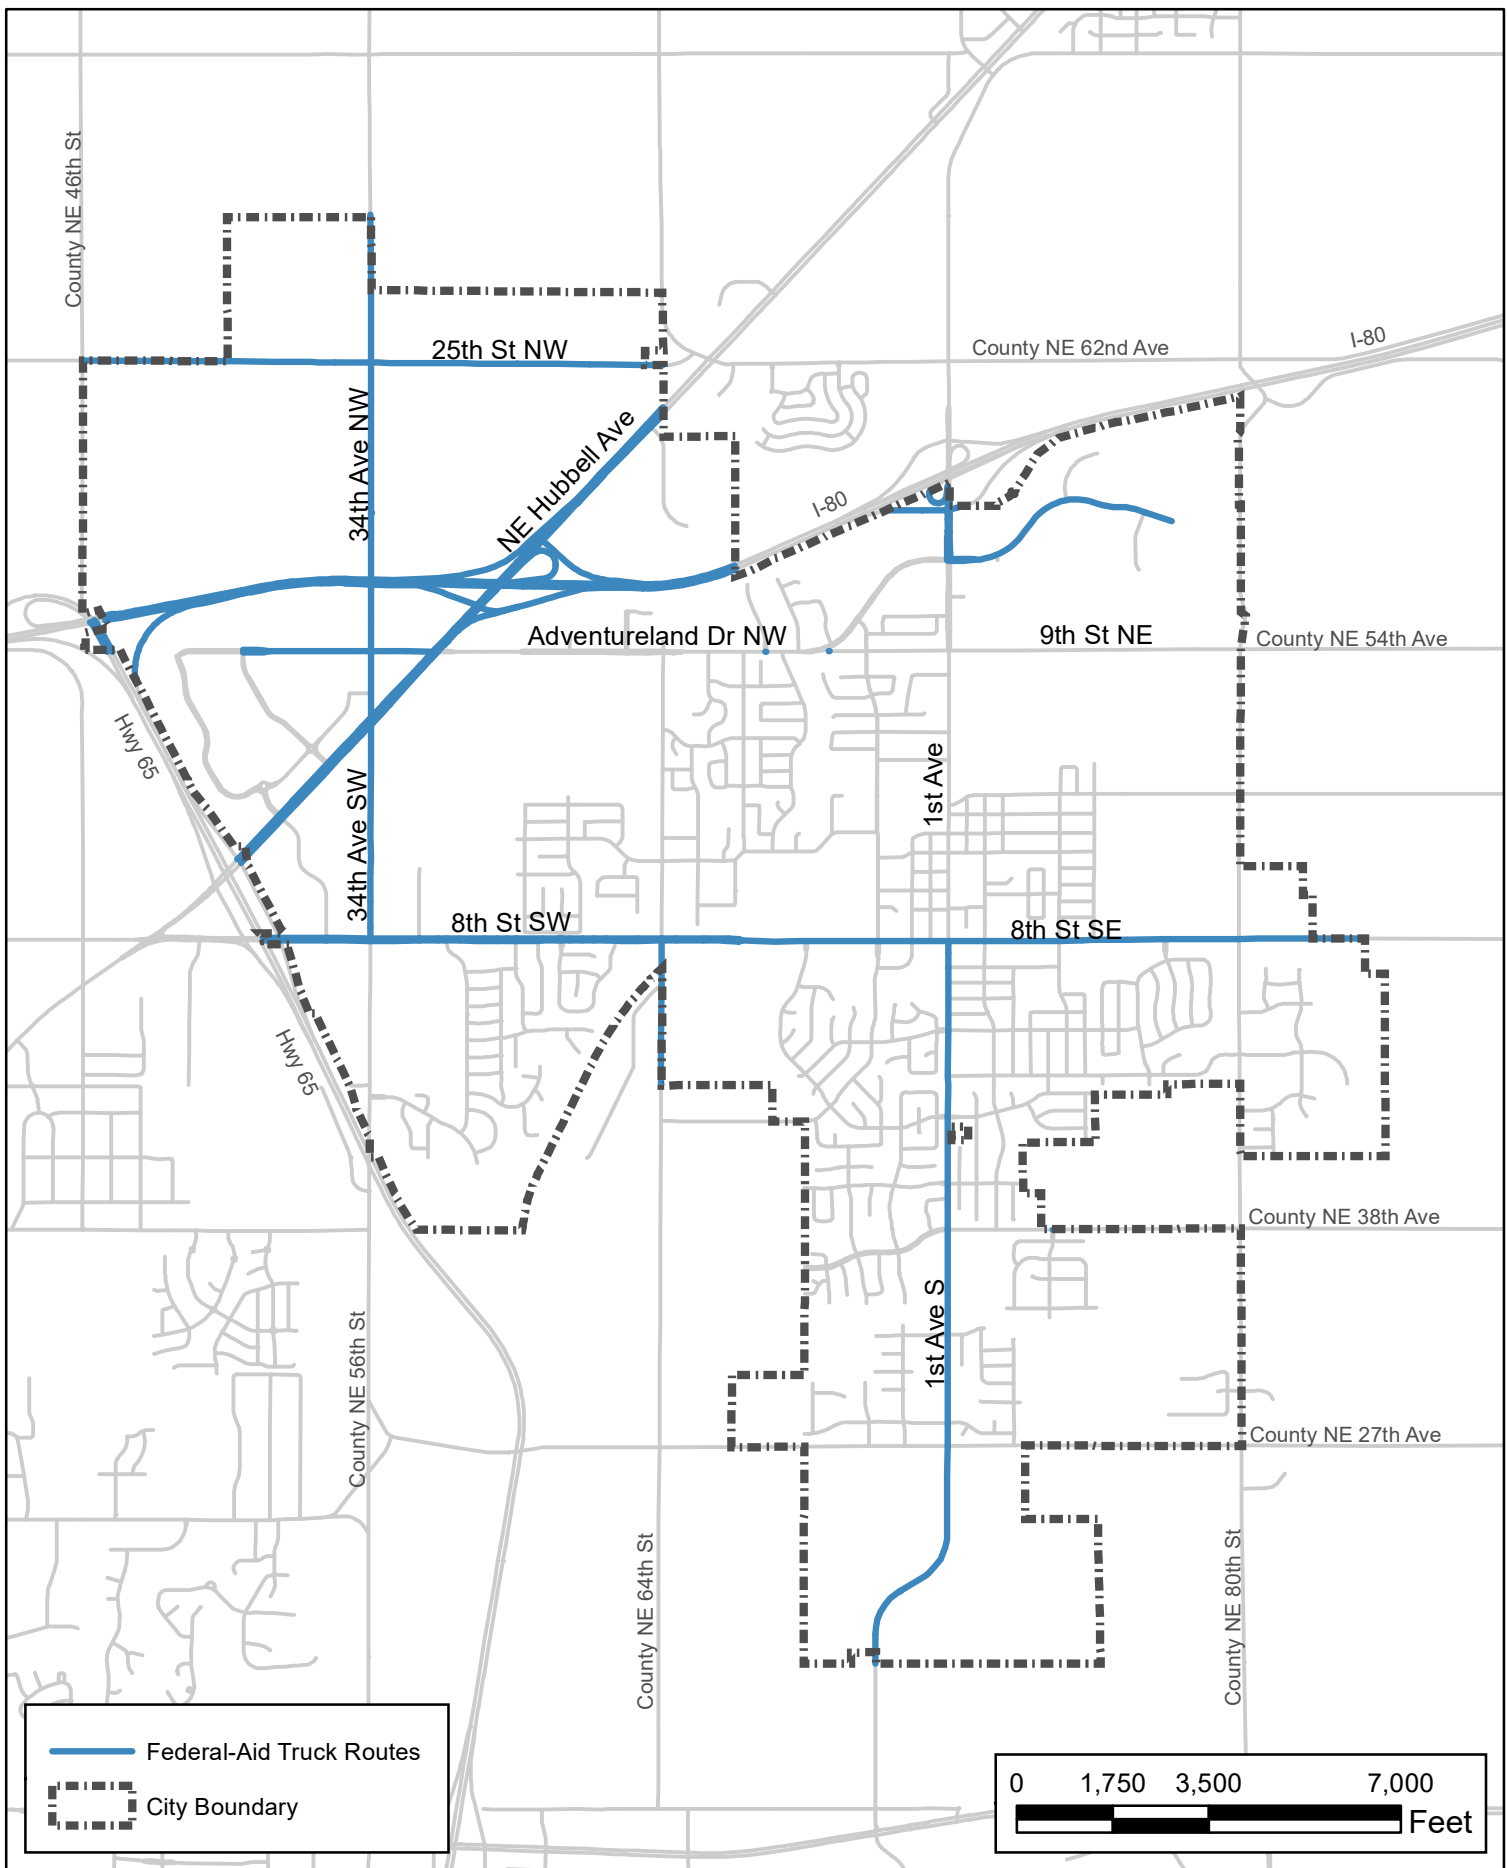 County NE 46th St
25th St NW
County NE 62nd Ave
I-80
34th Ave NW
NE Hubbell Ave
I-80
Adventureland Dr NW
9th St NE
County NE 54th Ave
Hwy 65
1st Ave
34th Ave SW
8th St SW
8th St SE
Hwy 65
County NE 38th Ave
1st Ave S
County NE 56th St
County NE 27th Ave
County NE 64th St
County NE 80th St
Federal-Aid Truck Routes
City Boundary
0 1,750 3,500 7,000
Feet